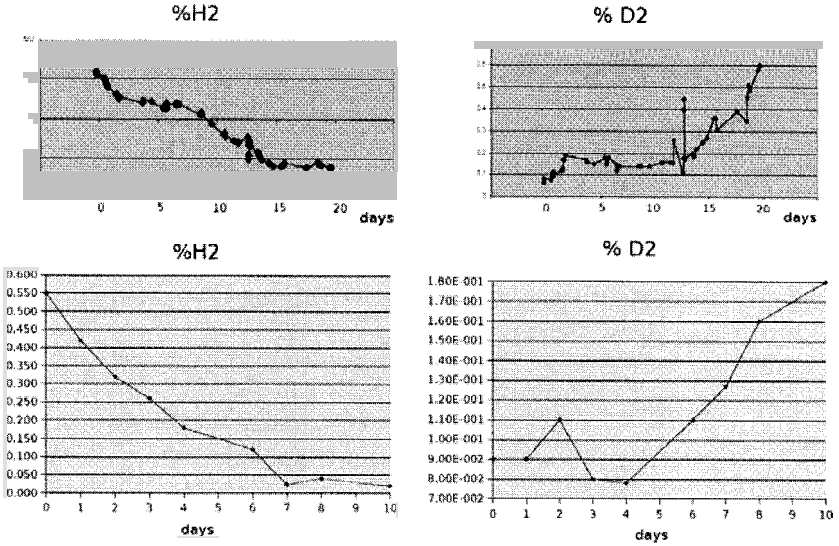 %H2
0 5 10 15 20
days
% D2
0 5 10 15 20
days
%H2
0.600
0.550
0.500
0.450
0.400
0.350
0.300
0.250
0.200
0.150
0.100
0.050
0.000
0 1 2 3 4 5 6 7 8 9 10
days
% D2
1.80E-001
1.70E-001
1.60E-001
1.50E-001
1.40E-001
1.30E-001
1.20E-001
1.10E-001
1.00E-001
9.00E-002
8.00E-002
7.00E-002
0 1 2 3 4 5 6 7 8 9 10
days